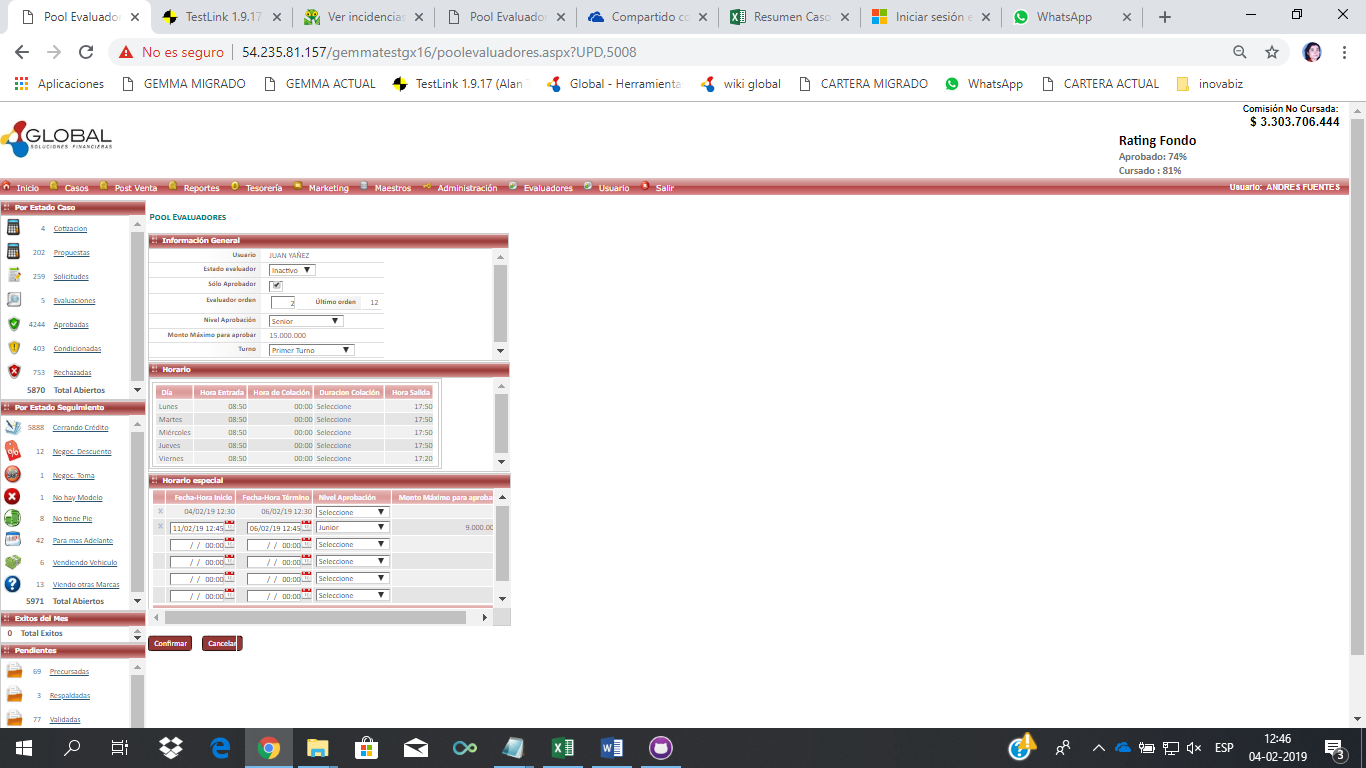 Pool Evaluador
TestLink 1.9.17
Ver incidencias
Pool Evaluador
Compartido co
Resumen Caso
Iniciar sesión e
WhatsApp
No es seguro | 54.235.81.157/gemmatestgx16/poolevaluadores.aspx?UPD,5008
Aplicaciones GEMMA MIGRADO GEMMA ACTUAL TestLink 1.9.17 (Alan Global - Herramienta wiki global CARTERA MIGRADO WhatsApp CARTERA ACTUAL inovabiz
Comisión No Cursada:
$ 3.303.706.444
GLOBAL
SOLUCIONES FINANCIERAS
Rating Fondo
Aprobado: 74%
Cursado : 81%
Inicio Casos Post Venta Reportes Tesorería Marketing Maestros Administración Evaluadores Usuario Salir Usuario: ANDRES FUENTES
Por Estado Caso
4 Cotizacion
202 Propuestas
259 Solicitudes
5 Evaluaciones
4244 Aprobadas
403 Condicionadas
753 Rechazadas
5870 Total Abiertos
Por Estado Seguimiento
5888 Cerrando Crédito
12 Negoc. Descuento
1 Negoc. Toma
1 No hay Modelo
8 No tiene Pie
42 Para mas Adelante
6 Vendiendo Vehiculo
13 Viendo otras Marcas
5971 Total Abiertos
Exitos del Mes
0 Total Exitos
Pendientes
69 Precursadas
3 Respaldadas
77 Validadas
POOL EVALUADORES
Información General
Usuario JUAN YAÑEZ
Estado evaluador Inactivo
Sólo Aprobador
Evaluador orden 2 Último orden 12
Nivel Aprobación Senior
Monto Máximo para aprobar 15.000.000
Turno Primer Turno
Horario
Día Hora Entrada Hora de Colación Duracion Colación Hora Salida
Lunes 08:50 00:00 Seleccione 17:50
Martes 08:50 00:00 Seleccione 17:50
Miércoles 08:50 00:00 Seleccione 17:50
Jueves 08:50 00:00 Seleccione 17:50
Viernes 08:50 00:00 Seleccione 17:20
Horario especial
Fecha-Hora Inicio Fecha-Hora Término Nivel Aprobación Monto Máximo para aproba
x 04/02/19 12:30 06/02/19 12:30 Seleccione
x 11/02/19 12:45 06/02/19 12:45 Junior 9.000.00
/ / 00:00 / / 00:00 Seleccione
/ / 00:00 / / 00:00 Seleccione
/ / 00:00 / / 00:00 Seleccione
/ / 00:00 / / 00:00 Seleccione
Confirmar Cancelar
ESP
12:46
04-02-2019
3